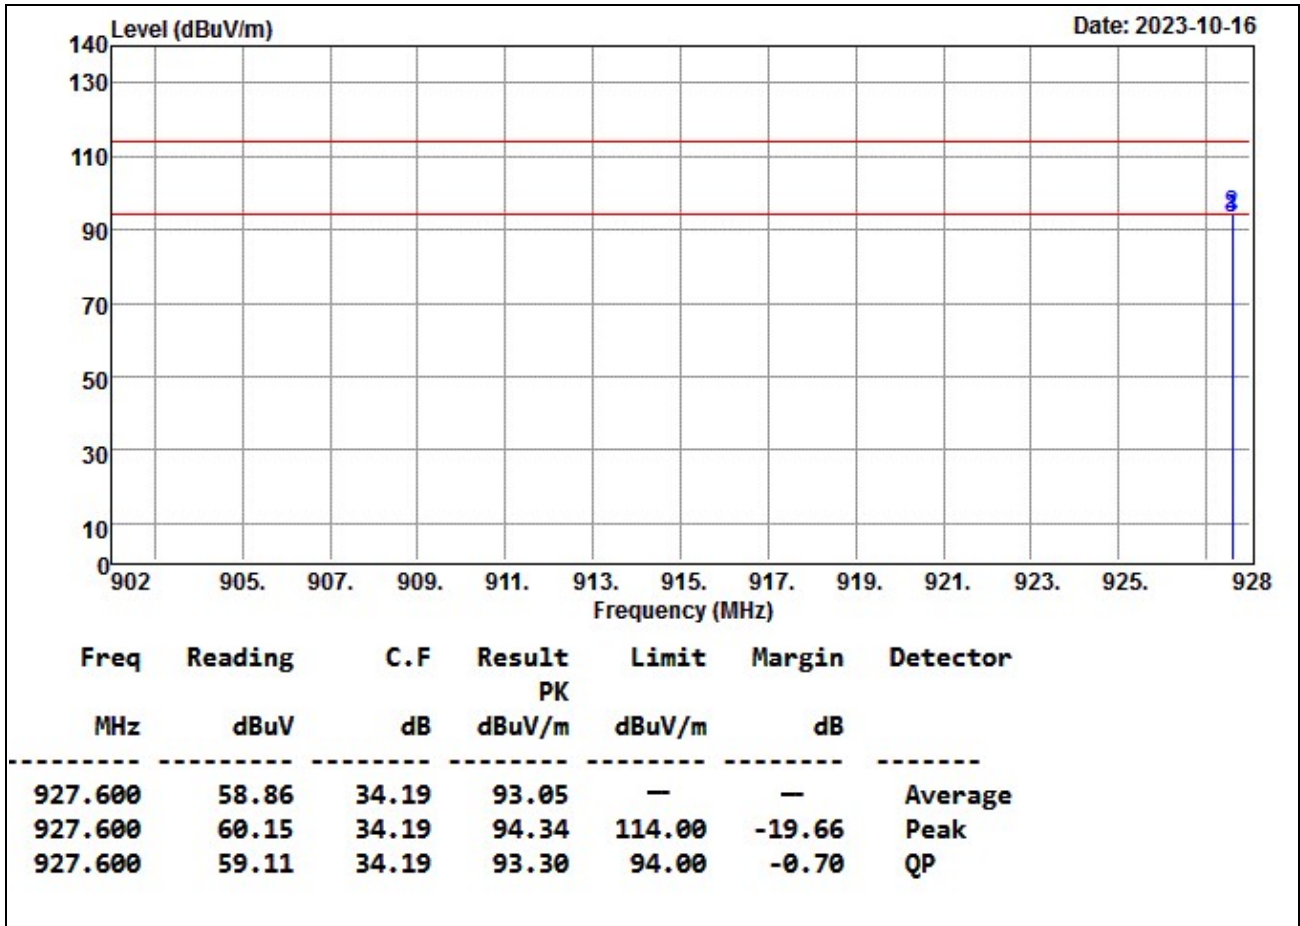 Level (dBuV/m) Date: 2023-10-16
140
130
110
90
70
50
30
10
0
902 905. 907. 909. 911. 913. 915. 917. 919. 921. 923. 925. 928
Frequency (MHz)
Freq Reading C.F Result Limit Margin Detector
PK
MHz dBuV dB dBuV/m dBuV/m dB
--------- --------- -------- -------- -------- -------- -------
927.600 58.86 34.19 93.05 — — Average
927.600 60.15 34.19 94.34 114.00 -19.66 Peak
927.600 59.11 34.19 93.30 94.00 -0.70 QP